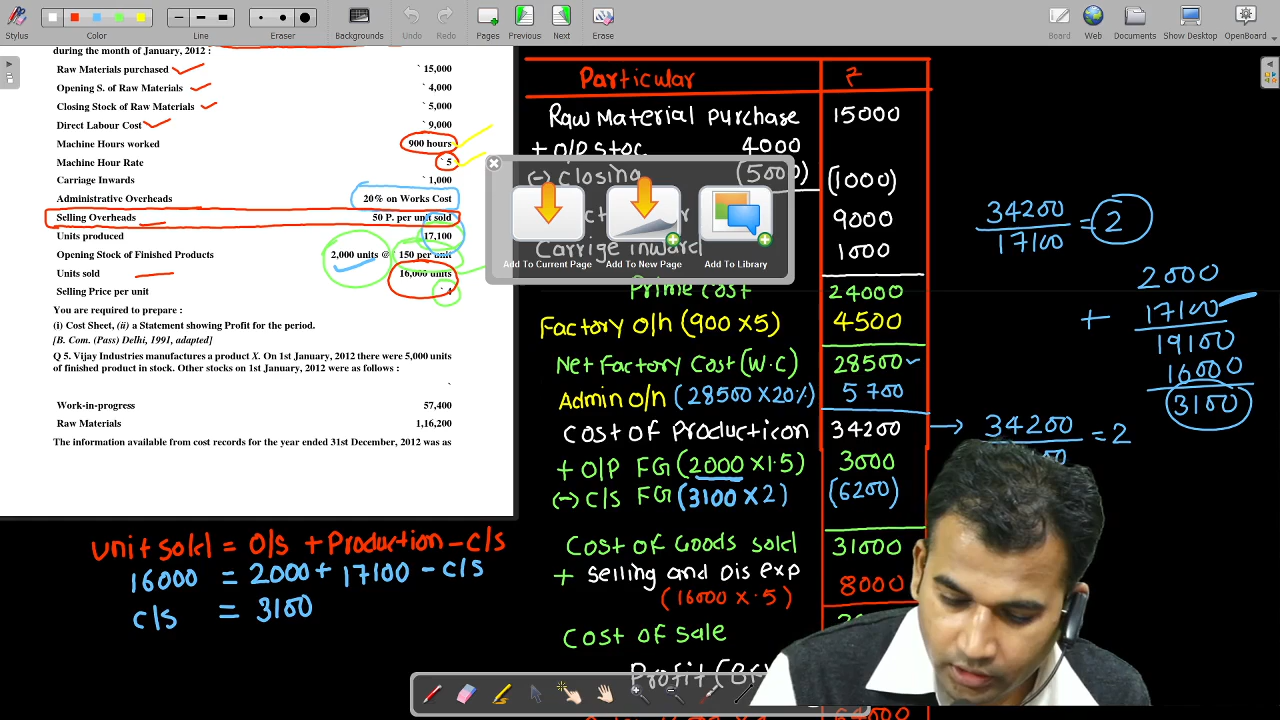 Color
Line
Eraser
Backgrounds
Undo
Redo
Pages
Previous
Next
Erase
Board
Web
Documents
Show Desktop
OpenBoard
during the month of January, 2012 :
Raw Materials purchased ` 15,000
Opening S. of Raw Materials ` 4,000
Closing Stock of Raw Materials ` 5,000
Direct Labour Cost ` 9,000
Machine Hours worked 900 hours
Machine Hour Rate ` 5
Carriage Inwards ` 1,000
Administrative Overheads 20% on Works Cost
Selling Overheads 50 P. per unit sold
Units produced 17,100
Opening Stock of Finished Products 2,000 units @ ` 150 per unit
Units sold 16,000 units
Selling Price per unit ` 4
You are required to prepare :
(i) Cost Sheet, (ii) a Statement showing Profit for the period.
[B. Com. (Pass) Delhi, 1991, adapted]
Q 5. Vijay Industries manufactures a product X. On 1st January, 2012 there were 5,000 units
of finished product in stock. Other stocks on 1st January, 2012 were as follows :
`
Work-in-progress 57,400
Raw Materials 1,16,200
The information available from cost records for the year ended 31st December, 2012 was as
unit sold = O/S + Production - C/S
16000 = 2000 + 17100 - C/S
C/S = 3100
Particular ₹
Raw Material purchase 15000
+ O/P stoc 4000
(-) closing (5000) (1000)
9000
Carrige inward 1000
Prime cost 24000
Factory o/h (900 × 5) 4500
Net Factory Cost (W.C) 28500
Admin o/h (28500 × 20%) 5700
Cost of Producticon 34200
+ O/P FG (2000 × 1.5) 3000
(-) C/S FG (3100 × 2) (6200)
Cost of Goods sold 31000
+ Selling and Dis exp 8000
(16000 × .5)
Cost of sale
Add To Current Page
Add To New Page
Add To Library
34200
17100
= 2
2000
+ 17100
19100
16000
3100
→ 34200
= 2